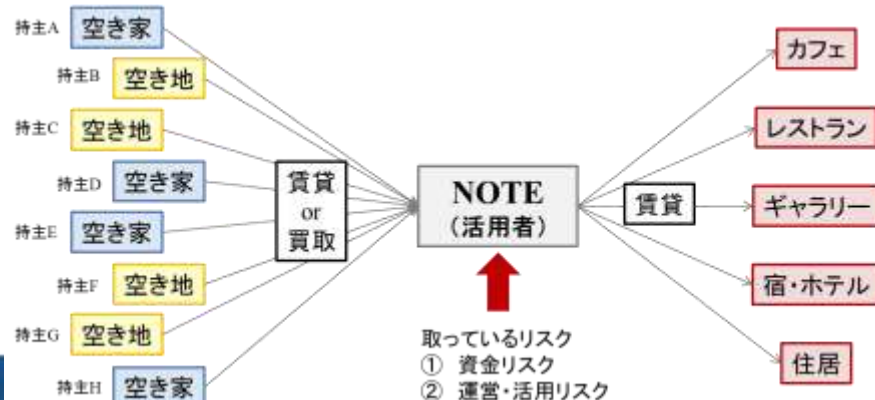 持主A 空き家
持主B 空き地
持主C 空き地
持主D 空き家
持主E 空き家
持主F 空き地
持主G 空き地
持主H 空き家
賃貸
or
買取
NOTE
(活用者)
取っているリスク
① 資金リスク
② 運営・活用リスク
賃貸
カフェ
レストラン
ギャラリー
宿・ホテル
住居